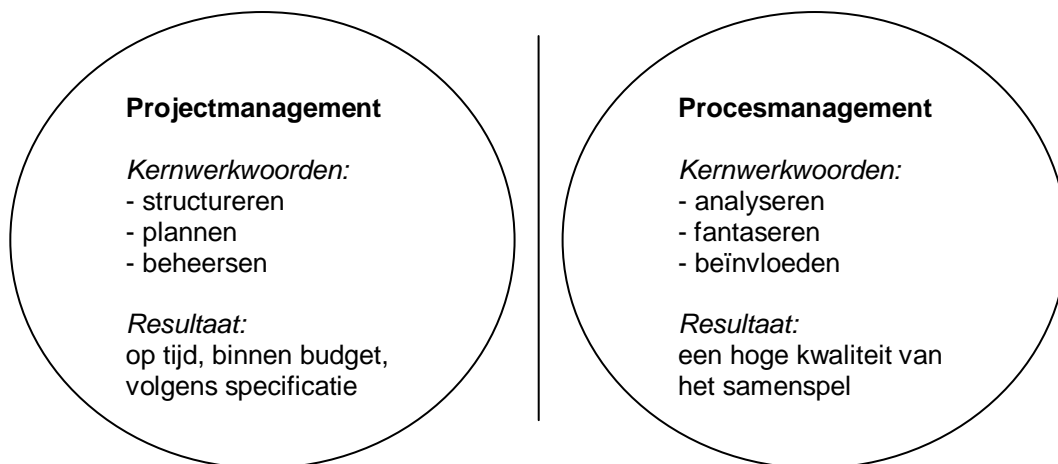 Projectmanagement
Kernwerkwoorden:
- structureren
- plannen
- beheersen
Resultaat:
op tijd, binnen budget,
volgens specificatie
Procesmanagement
Kernwerkwoorden:
- analyseren
- fantaseren
- beïnvloeden
Resultaat:
een hoge kwaliteit van
het samenspel